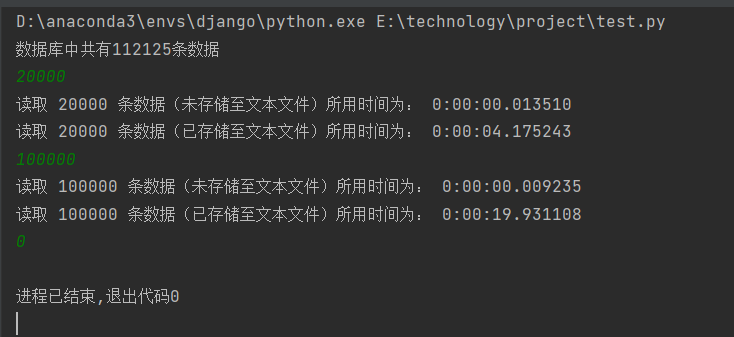 D:\anaconda3\envs\django\python.exe E:\technology\project\test.py
数据库中共有112125条数据
20000
读取 20000 条数据（未存储至文本文件）所用时间为： 0:00:00.013510
读取 20000 条数据（已存储至文本文件）所用时间为： 0:00:04.175243
100000
读取 100000 条数据（未存储至文本文件）所用时间为： 0:00:00.009235
读取 100000 条数据（已存储至文本文件）所用时间为： 0:00:19.931108
0
进程已结束,退出代码0